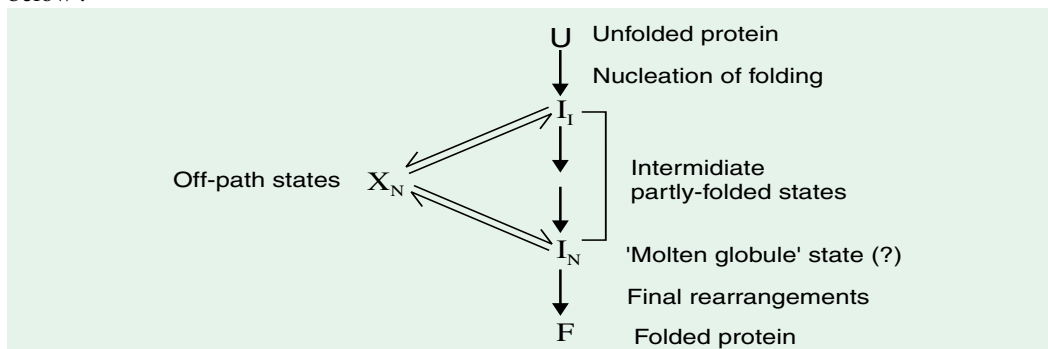 U Unfolded protein
Nucleation of folding
I_I
Off-path states X_N
Intermidiate
partly-folded states
I_N 'Molten globule' state (?)
Final rearrangements
F Folded protein